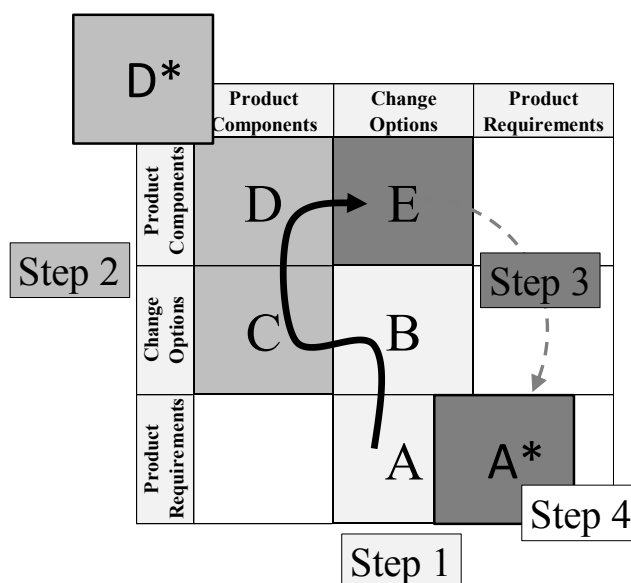 D*
Product
Components
Change
Options
Product
Requirements
Product
Components
D
E
Step 2
Step 3
Change
Options
C
B
Product
Requirements
A
A*
Step 4
Step 1